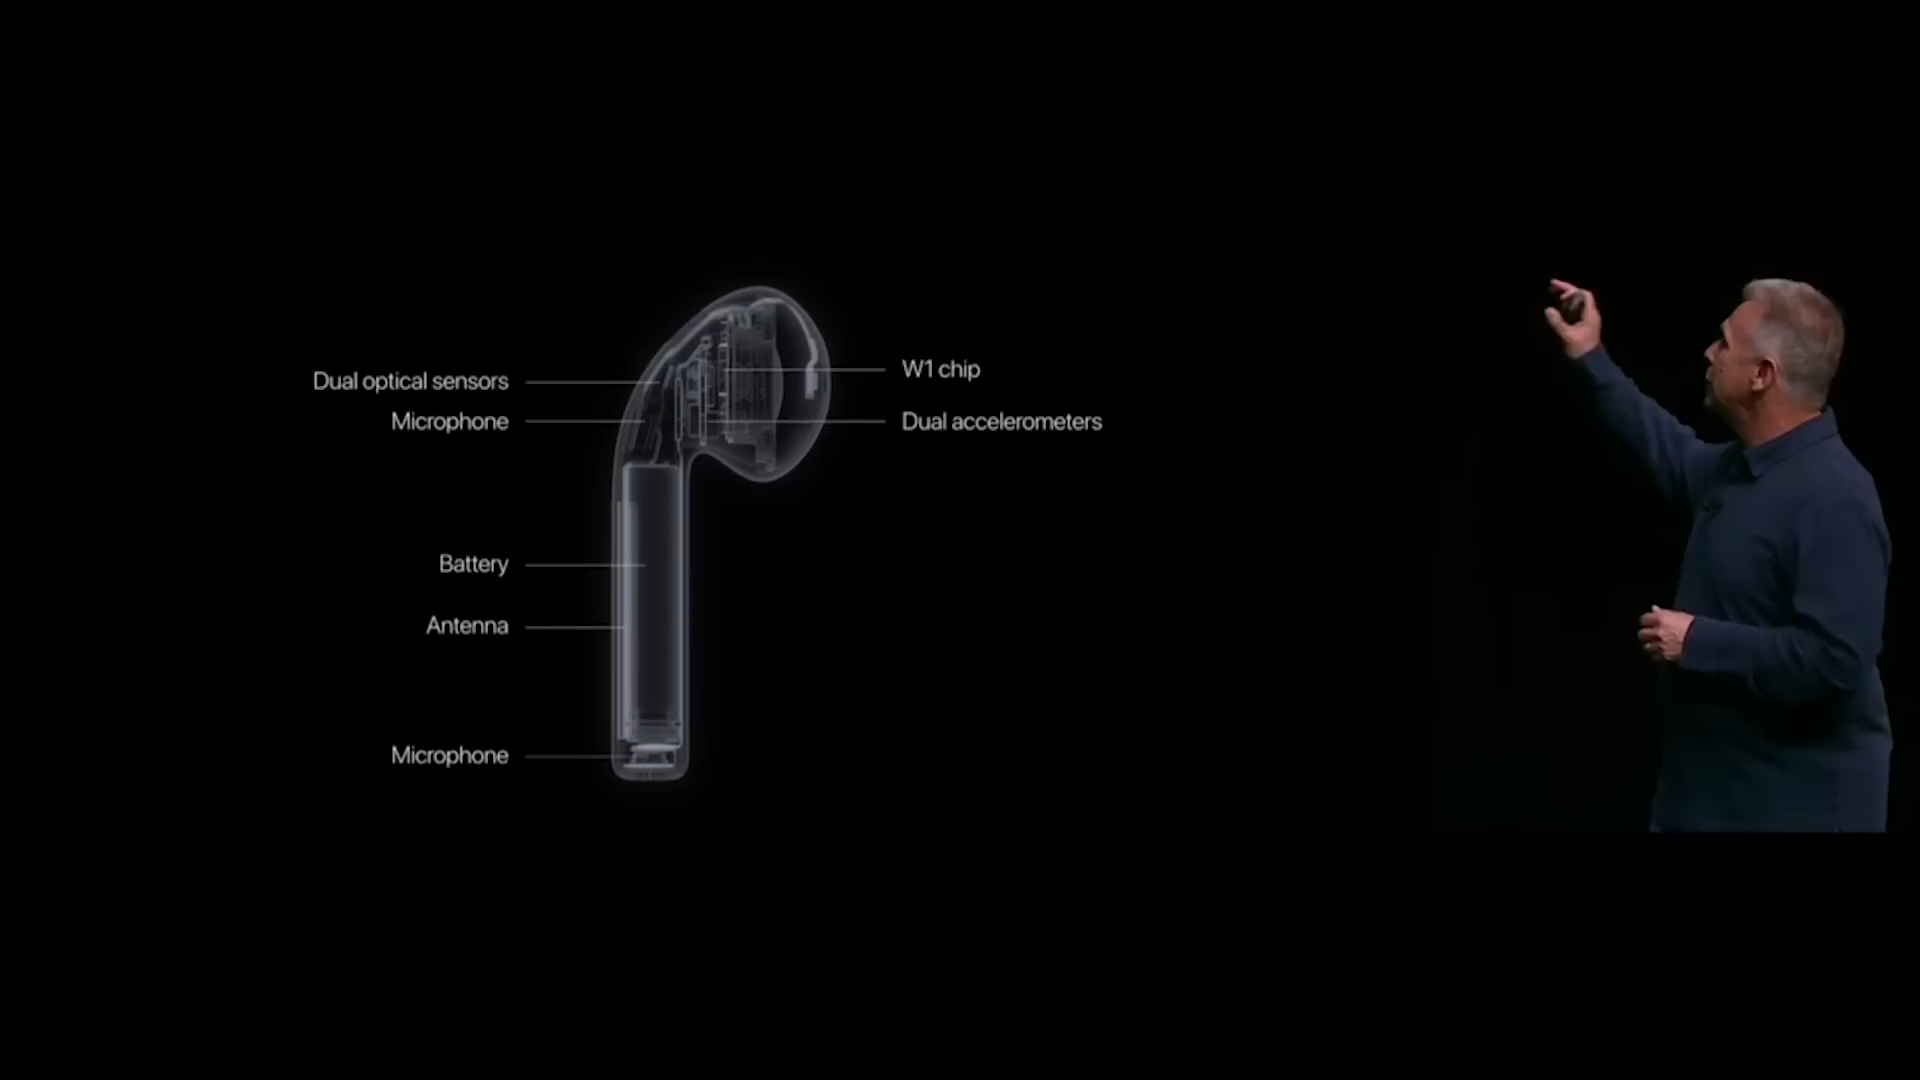 Dual optical sensors
Microphone
Battery
Antenna
Microphone
W1 chip
Dual accelerometers